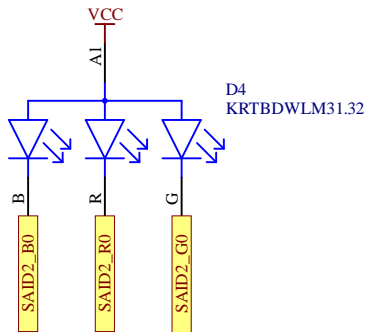 VCC
A1
D4
KRTBDWLM31.32
B
R
G
SAID2_B0
SAID2_R0
SAID2_G0